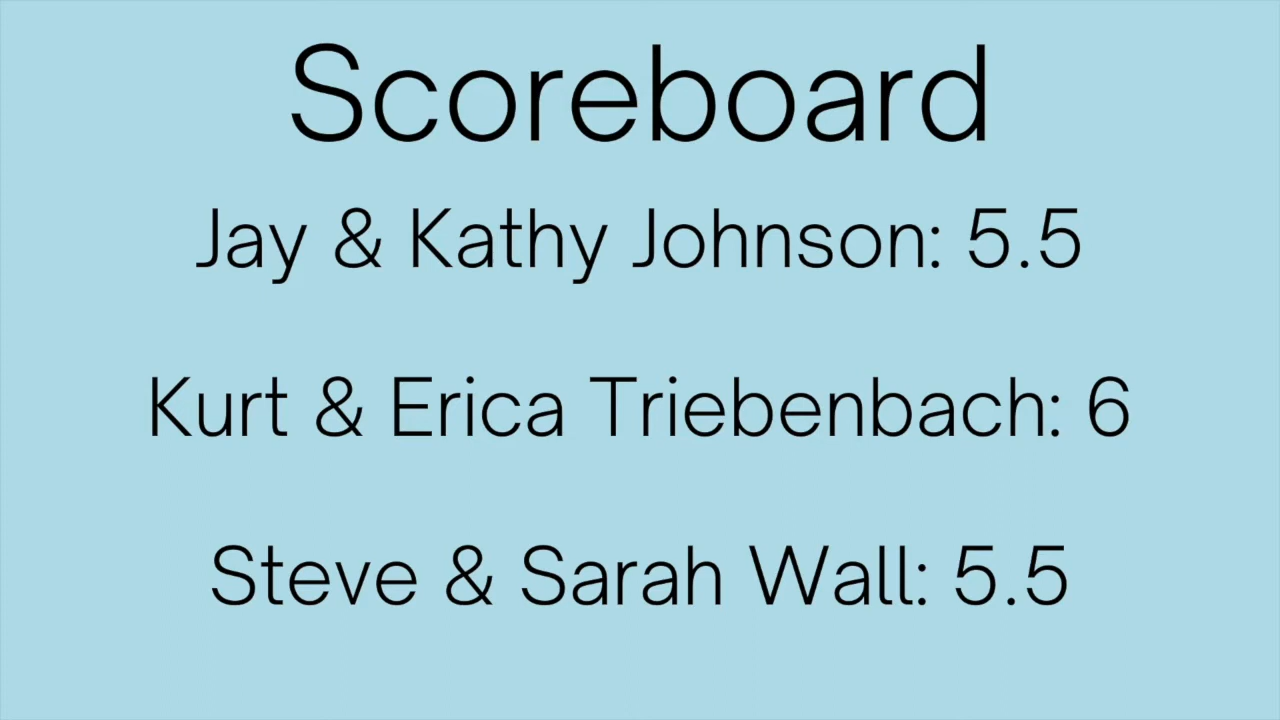 Scoreboard
Jay & Kathy Johnson: 5.5
Kurt & Erica Triebenbach: 6
Steve & Sarah Wall: 5.5